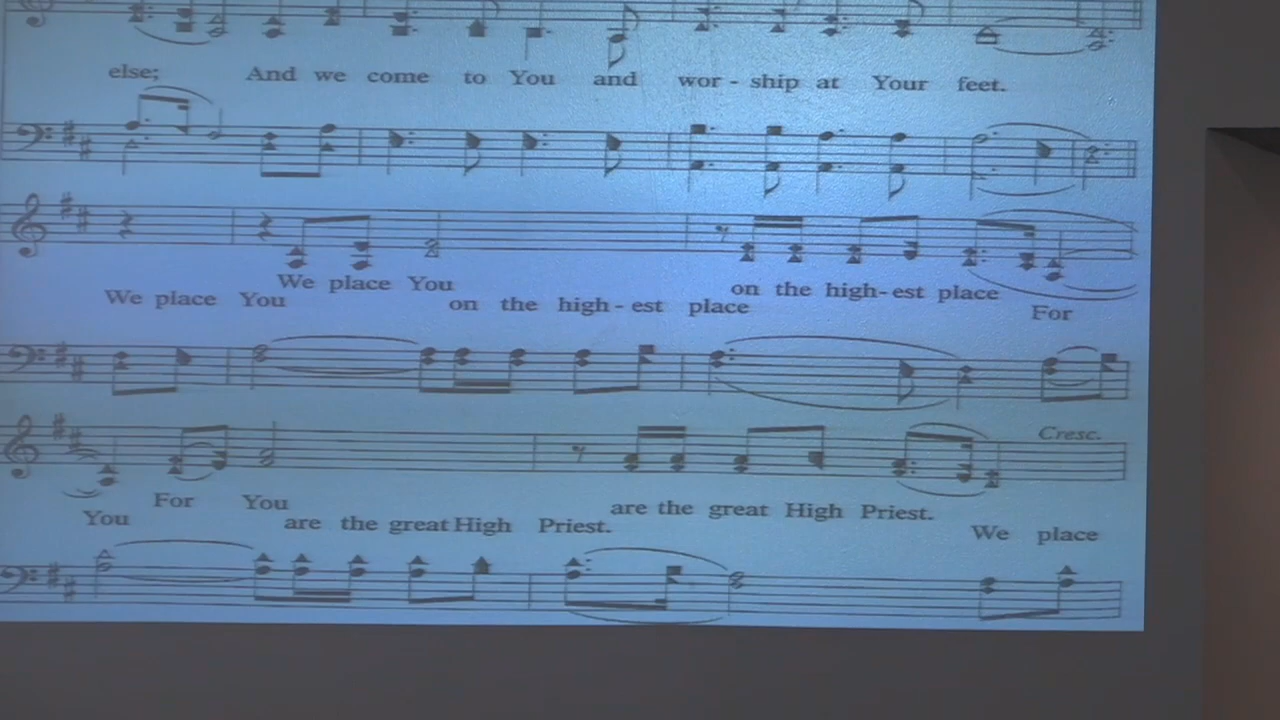 else; And we come to You and wor - ship at Your feet.
We place You on the high - est place
We place You on the high - est place For
Cresc.
For You are the great High Priest.
You are the great High Priest. We place